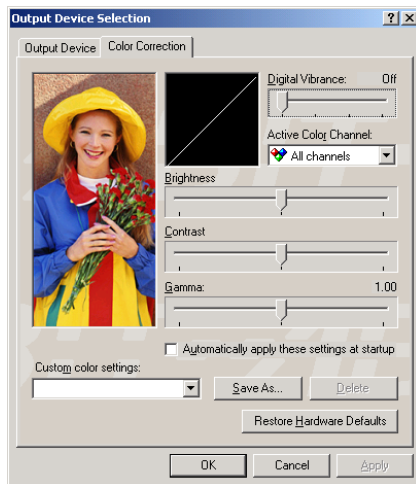 Output Device Selection
Output Device
Color Correction
Digital Vibrance: Off
Active Color Channel:
All channels
Brightness
Contrast
Gamma: 1.00
Automatically apply these settings at startup
Custom color settings:
Save As...
Delete
Restore Hardware Defaults
OK
Cancel
Apply